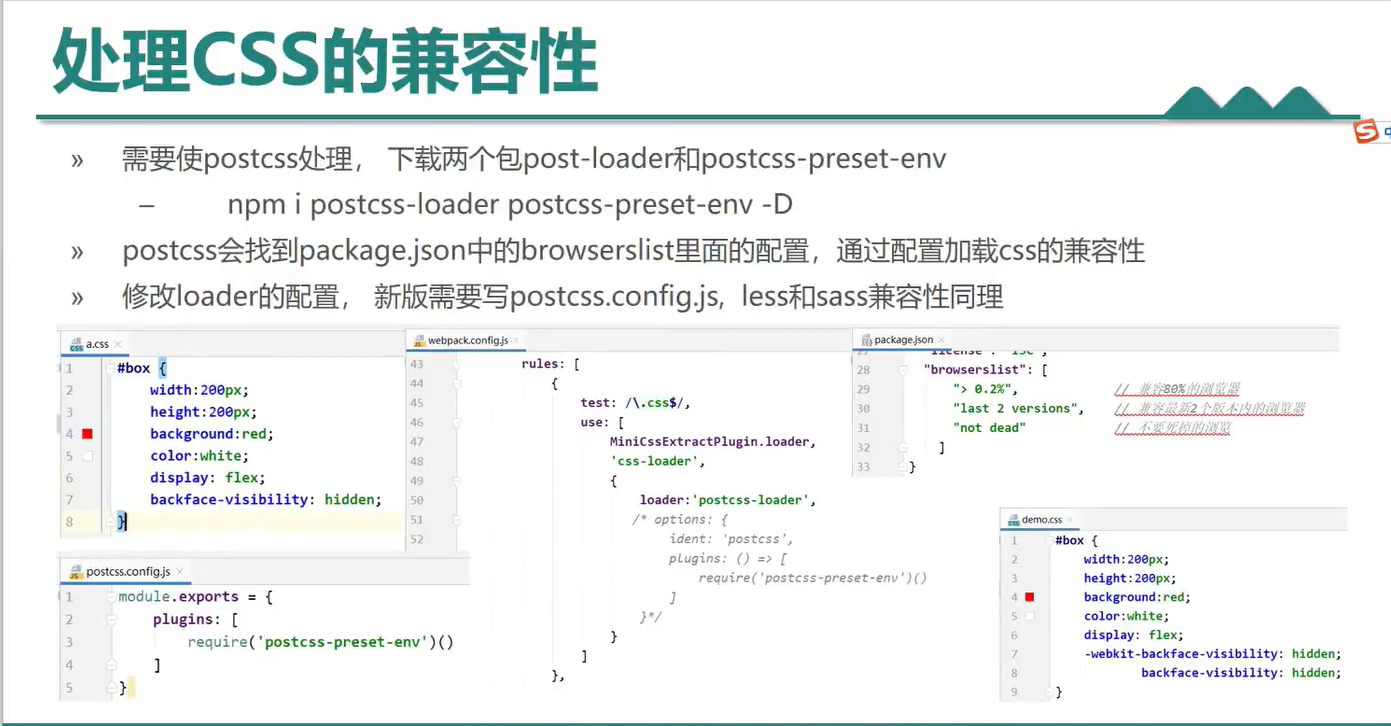 处理CSS的兼容性
» 需要使postcss处理， 下载两个包post-loader和postcss-preset-env
– npm i postcss-loader postcss-preset-env -D
» postcss会找到package.json中的browserslist里面的配置，通过配置加载css的兼容性
» 修改loader的配置， 新版需要写postcss.config.js，less和sass兼容性同理
a.css
1 #box {
2 width:200px;
3 height:200px;
4 background:red;
5 color:white;
6 display: flex;
7 backface-visibility: hidden;
8 }
postcss.config.js
1 module.exports = {
2 plugins: [
3 require('postcss-preset-env')()
4 ]
5 }
webpack.config.js
43 rules: [
44 {
45 test: /\.css$/,
46 use: [
47 MiniCssExtractPlugin.loader,
48 'css-loader',
49 {
50 loader:'postcss-loader',
51 /* options: {
52 ident: 'postcss',
plugins: () => [
require('postcss-preset-env')()
]
}*/
}
]
},
package.json
28 "browserslist": [
29 "> 0.2%", // 兼容80%的浏览器
30 "last 2 versions", // 兼容最新2个版本内的浏览器
31 "not dead" // 不要死掉的浏览
32 ]
33 }
demo.css
1 #box {
2 width:200px;
3 height:200px;
4 background:red;
5 color:white;
6 display: flex;
7 -webkit-backface-visibility: hidden;
8 backface-visibility: hidden;
9 }